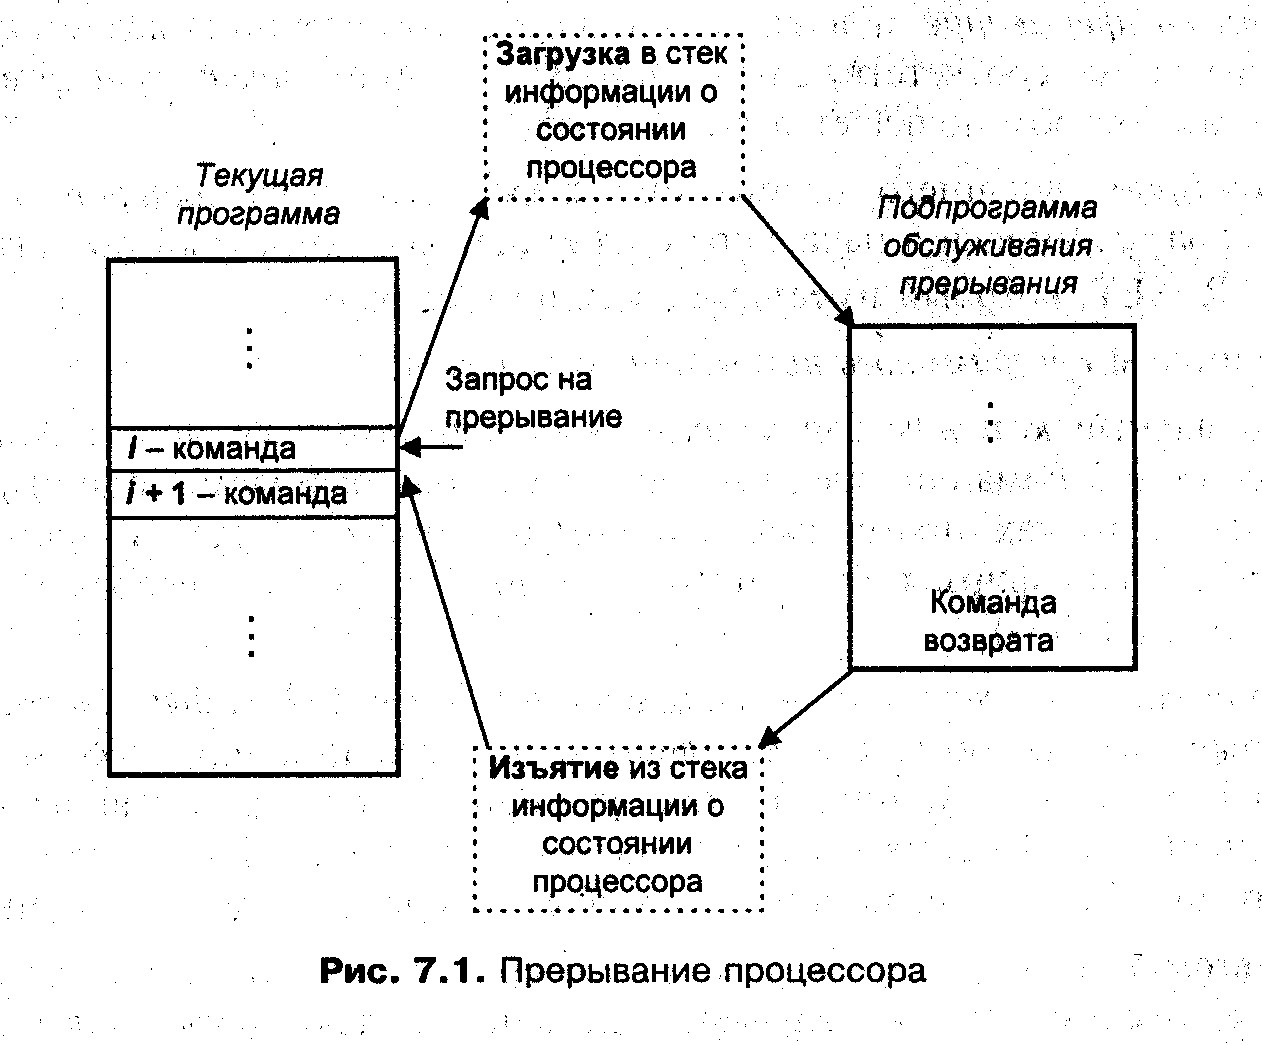 Загрузка в стек
информации о
состоянии
процессора
Текущая
программа
Подпрограмма
обслуживания
прерывания
Запрос на
прерывание
i – команда
i + 1 – команда
Команда
возврата
Изъятие из стека
информации о
состоянии
процессора
Рис. 7.1. Прерывание процессора